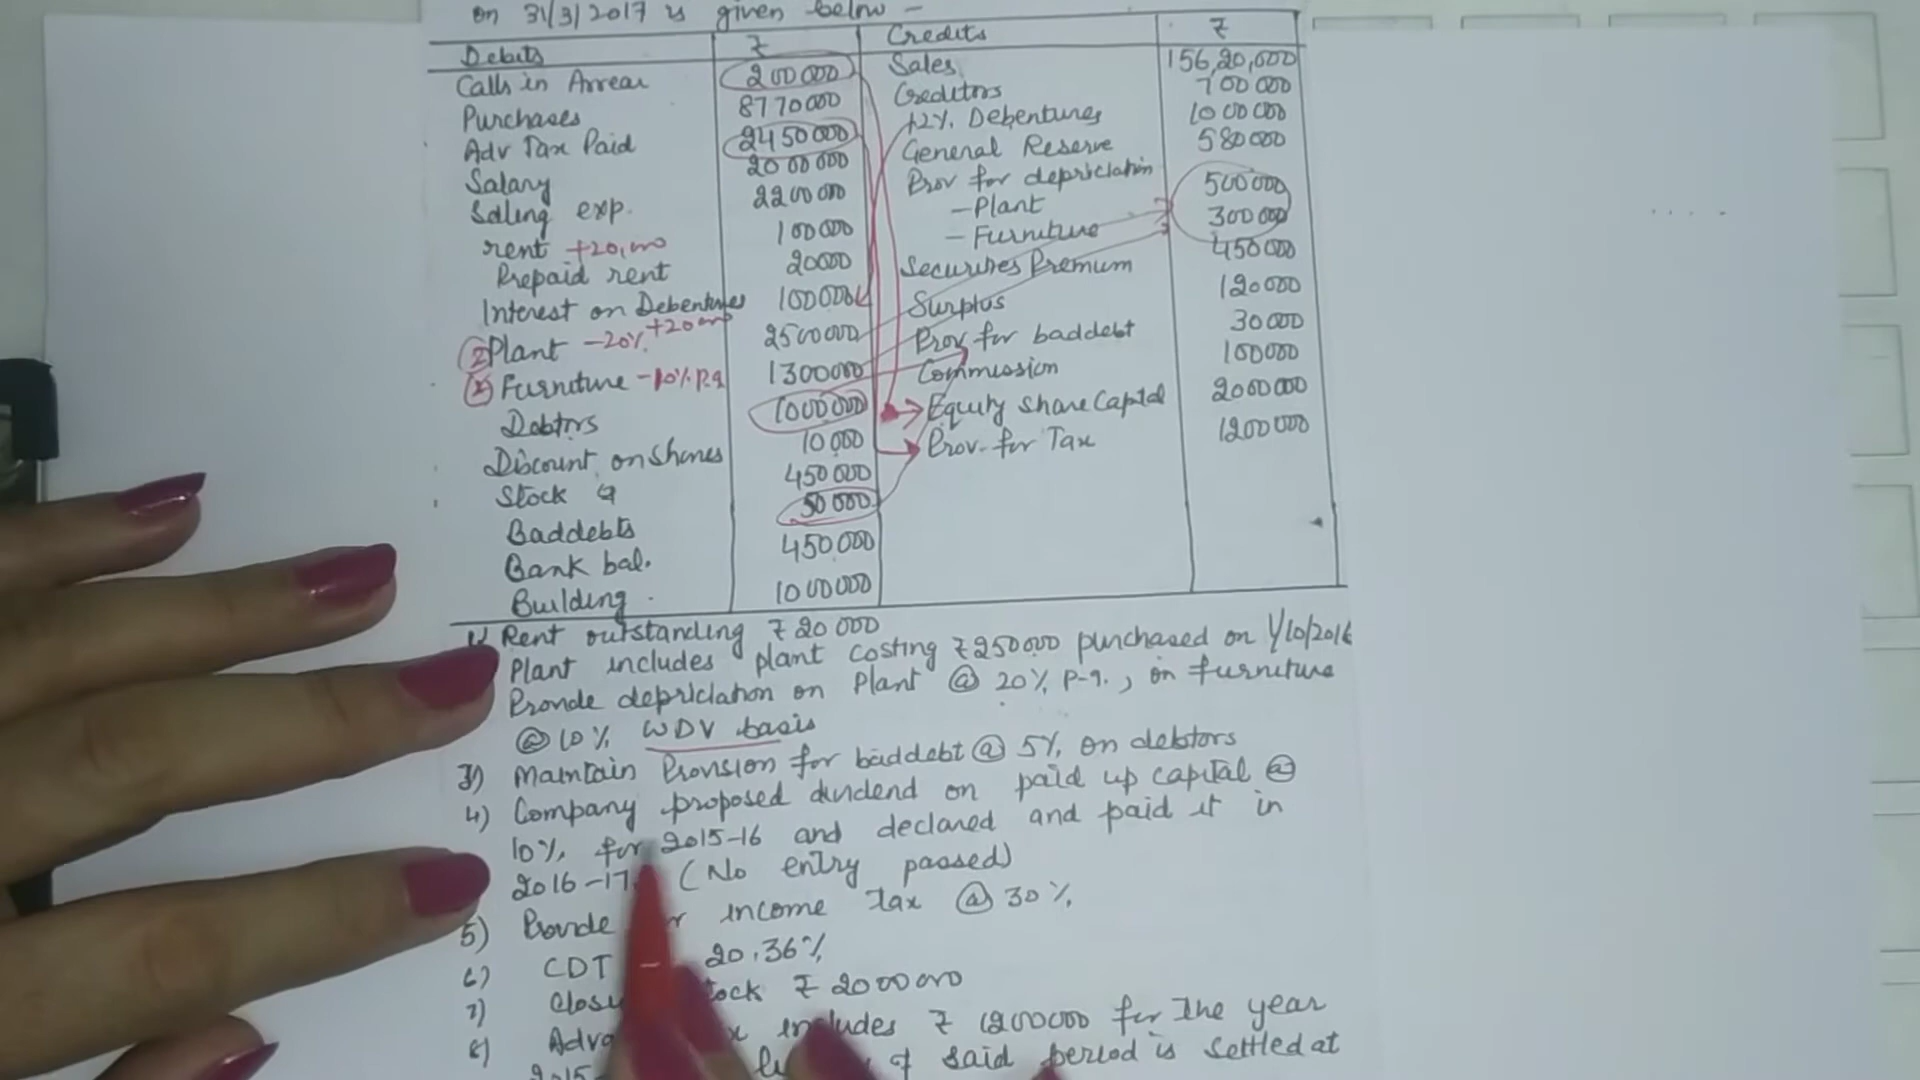 on 31/3/2017 is given below -
Debits ₹ Credits ₹
Calls in Arrear 200000 Sales 156,20,000
Purchases 8770000 Creditors 700000
Adv Tax Paid 2450000 12% Debentures 1000000
Salary 2000000 General Reserve 580000
Selling exp. 2200000 Prov for depriciation
rent +20,000 100000 -Plant 500000
Prepaid rent 20000 -Furniture 300000
Interest on Debentures 100000 Securities Premium 450000
(2) Plant -20% +20000 2500000 Surplus 120000
(2) Furniture -10% p.a 1300000 Prov for baddebt 30000
Debtors 1000000 Commission 100000
Discount on Shares 10000 Equity Share Capital 2000000
Stock 450000 Prov. for Tax 1200000
Baddebts 50000
Bank bal. 450000
Building 1000000
1) Rent outstanding ₹ 20000
Plant includes plant costing ₹250000 purchased on 1/10/2016
Provide depriciation on Plant @ 20% p.a., on furniture
@ 10% WDV basis
3) Maintain Provision for baddebt @ 5% on debtors
4) Company proposed dividend on paid up capital @
10% for 2015-16 and declared and paid it in
2016-17. (No entry passed)
5) Provide income tax @ 30%
6) CDT - 20.36%
7) ₹ 2000000
8) includes ₹ 1200000 for the year
2015- of said period is settled at